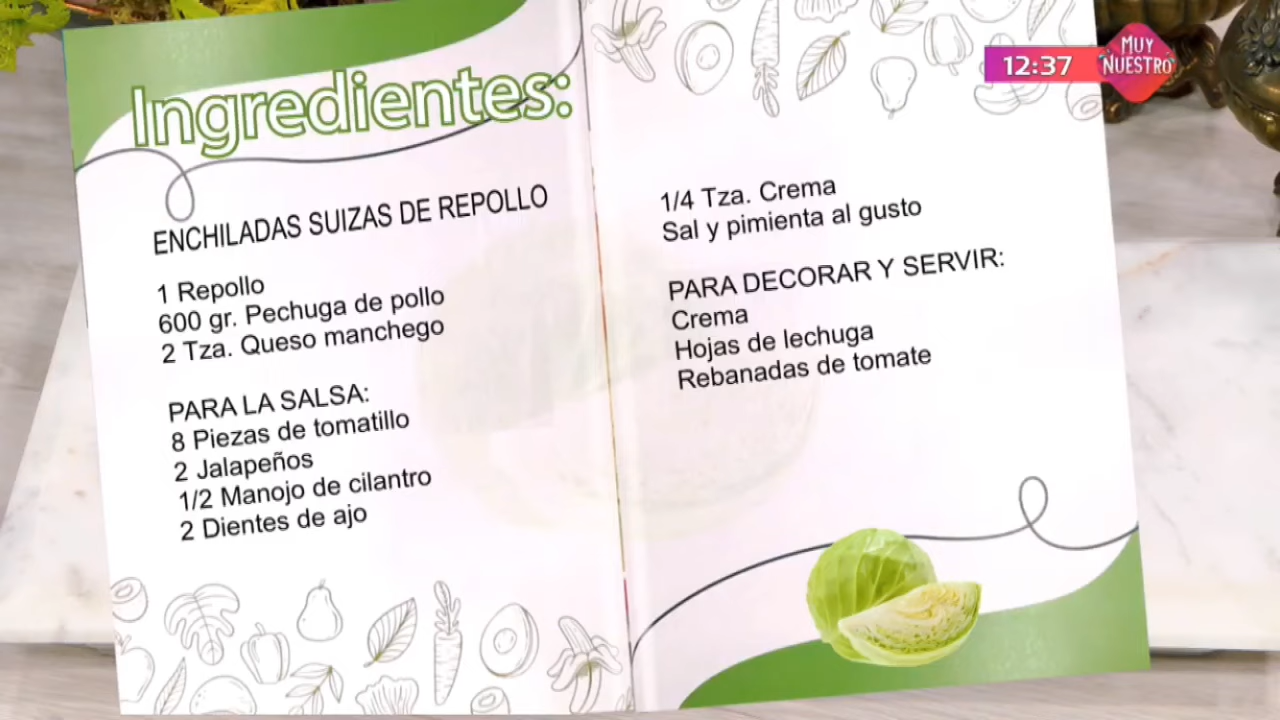 Ingredientes:
ENCHILADAS SUIZAS DE REPOLLO
1 Repollo
600 gr. Pechuga de pollo
2 Tza. Queso manchego
PARA LA SALSA:
8 Piezas de tomatillo
2 Jalapeños
1/2 Manojo de cilantro
2 Dientes de ajo
1/4 Tza. Crema
Sal y pimienta al gusto
PARA DECORAR Y SERVIR:
Crema
Hojas de lechuga
Rebanadas de tomate
12:37
MUY
NUESTRO